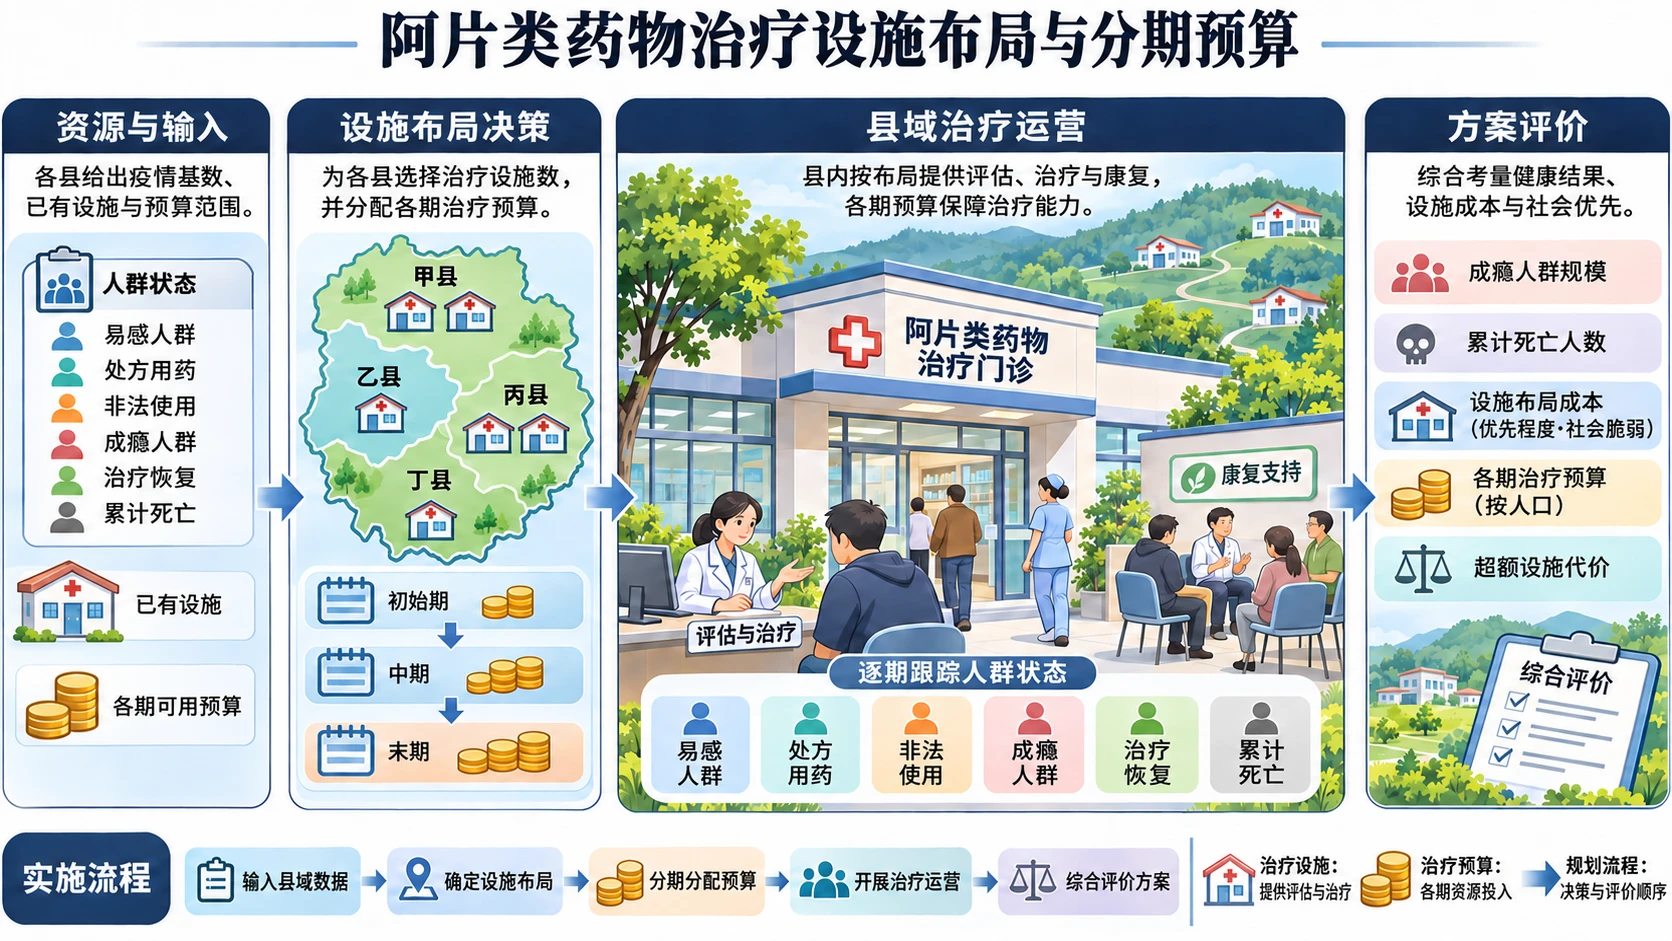 阿片类药物治疗设施布局与分期预算
资源与输入
各县给出疫情基数、
已有设施与预算范围。
人群状态
易感人群
处方用药
非法使用
成瘾人群
治疗恢复
累计死亡
已有设施
各期可用预算
设施布局决策
为各县选择治疗设施数，
并分配各期治疗预算。
甲县
乙县
丙县
丁县
初始期
中期
末期
县域治疗运营
县内按布局提供评估、治疗与康复，
各期预算保障治疗能力。
阿片类药物
治疗门诊
康复支持
评估与治疗
逐期跟踪人群状态
易感
人群
处方
用药
非法
使用
成瘾
人群
治疗
恢复
累计
死亡
方案评价
综合考量健康结果、
设施成本与社会优先。
成瘾人群规模
累计死亡人数
设施布局成本
（优先程度·社会脆弱）
各期治疗预算
（按人口）
超额设施代价
综合评价
实施流程
输入县域数据
确定设施布局
分期分配预算
开展治疗运营
综合评价方案
治疗设施：
提供评估与治疗
治疗预算：
各期资源投入
规划流程：
决策与评价顺序